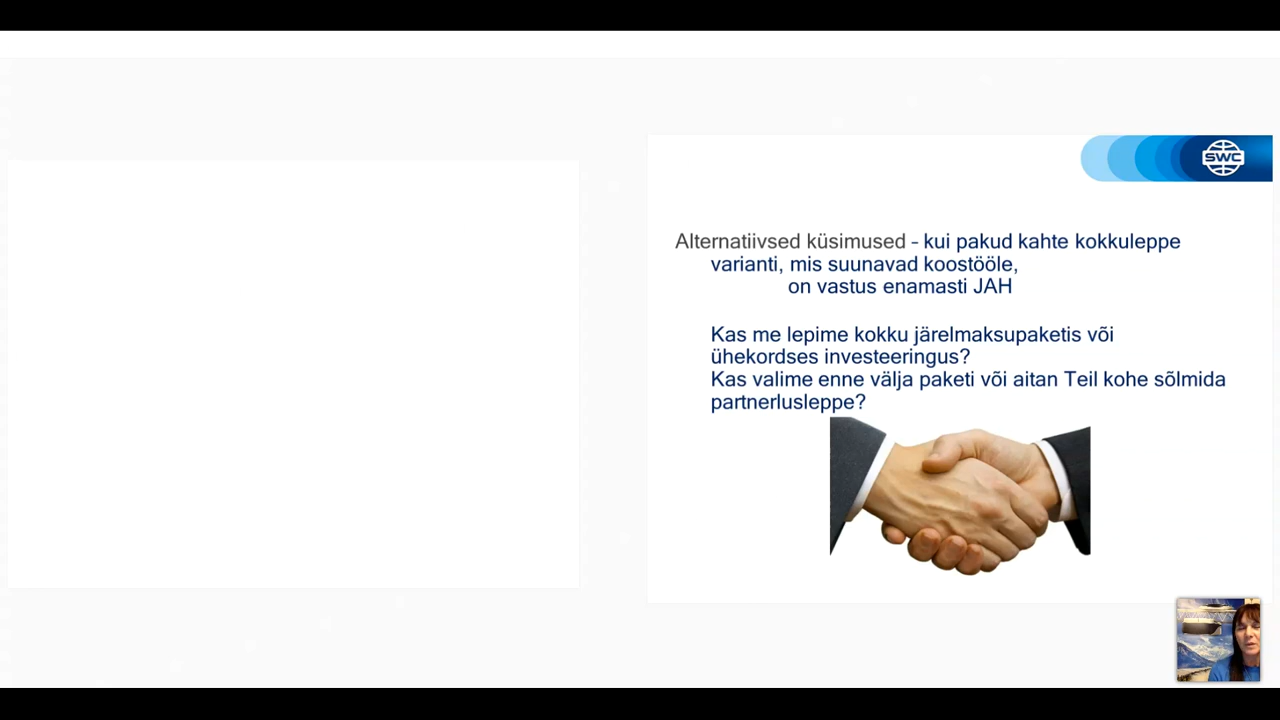 SWC
Alternatiivsed küsimused - kui pakud kahte kokkuleppe
varianti, mis suunavad koostööle,
on vastus enamasti JAH
Kas me lepime kokku järelmaksupaketis või
ühekordses investeeringus?
Kas valime enne välja paketi või aitan Teil kohe sõlmida
partnerlusleppe?